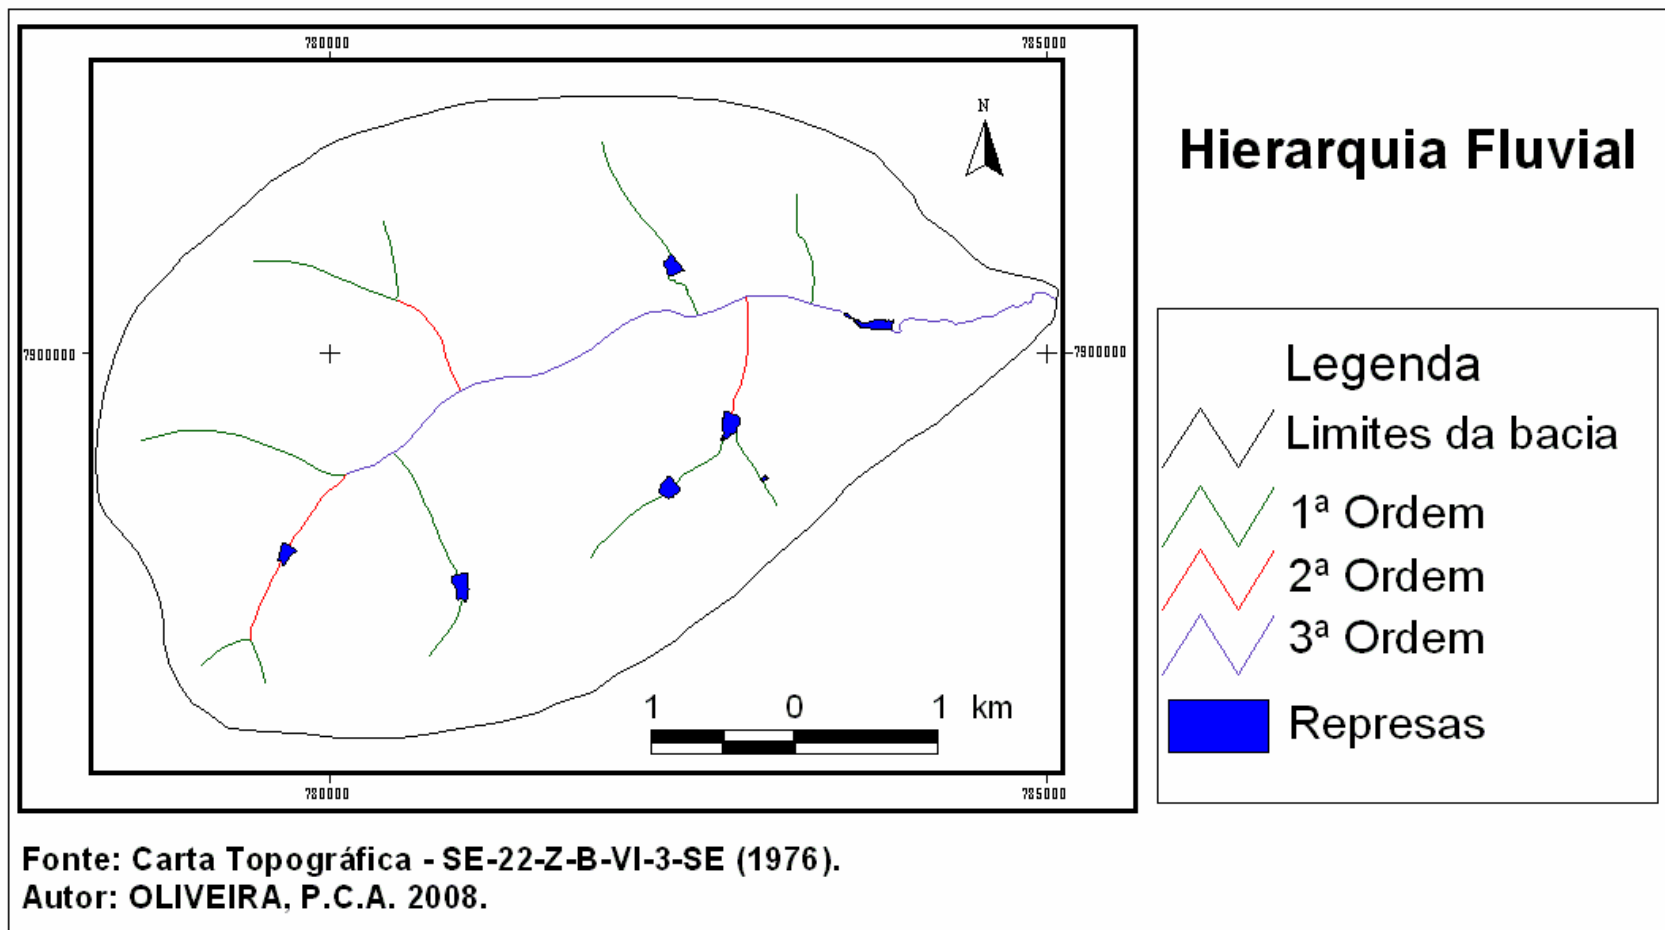 780000 785000
N
Hierarquia Fluvial
7900000 7900000
Legenda
Limites da bacia
1ª Ordem
2ª Ordem
3ª Ordem
Represas
1 0 1 km
780000 785000
Fonte: Carta Topográfica - SE-22-Z-B-VI-3-SE (1976).
Autor: OLIVEIRA, P.C.A. 2008.